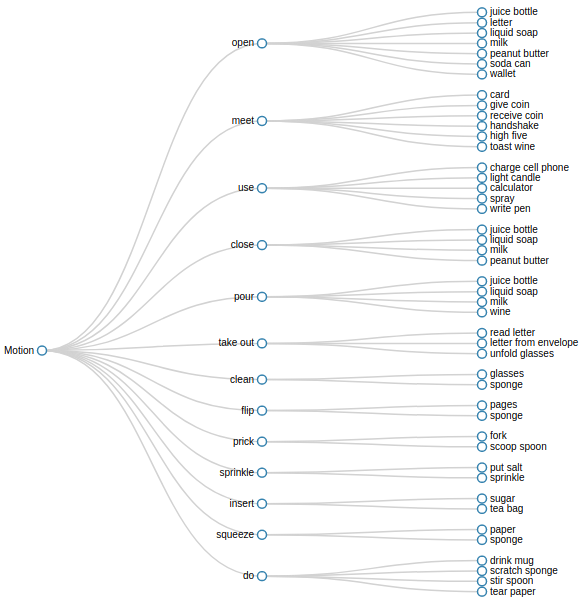 Motion
open
juice bottle
letter
liquid soap
milk
peanut butter
soda can
wallet
meet
card
give coin
receive coin
handshake
high five
toast wine
use
charge cell phone
light candle
calculator
spray
write pen
close
juice bottle
liquid soap
milk
peanut butter
pour
juice bottle
liquid soap
milk
wine
take out
read letter
letter from envelope
unfold glasses
clean
glasses
sponge
flip
pages
sponge
prick
fork
scoop spoon
sprinkle
put salt
sprinkle
insert
sugar
tea bag
squeeze
paper
sponge
do
drink mug
scratch sponge
stir spoon
tear paper